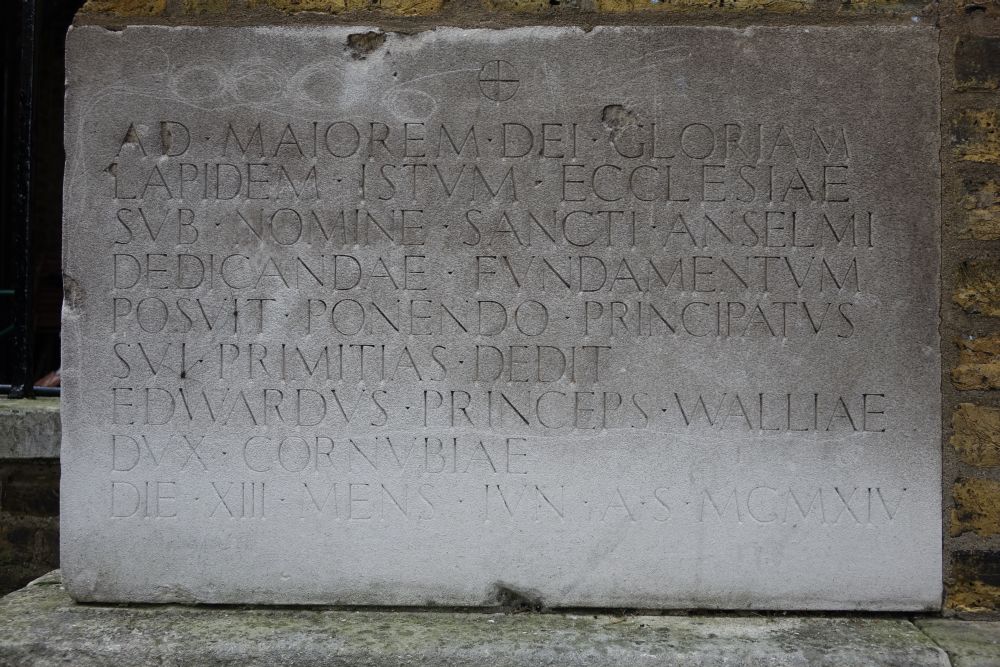 AD · MAIOREM · DEI · GLORIAM
LAPIDEM · ISTVM · ECCLESIAE
SVB · NOMINE · SANCTI · ANSELMI
DEDICANDAE · FVNDAMENTVM
POSVIT · PONENDO · PRINCIPATVS
SVI · PRIMITIAS · DEDIT
EDWARDVS · PRINCEPS · WALLIAE
DVX · CORNVBIAE
DIE · XIII · MENS · IVN · A · S · MCMXIV